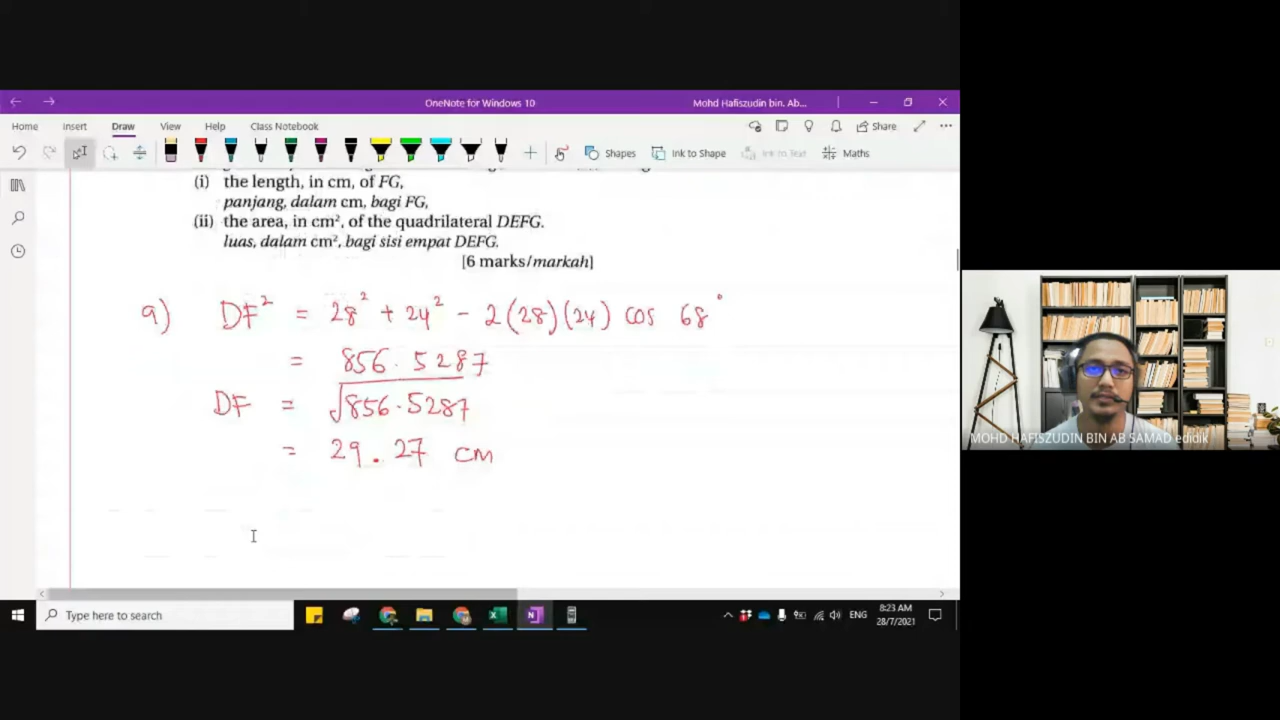 OneNote for Windows 10
Mohd Hafiszudin bin. Ab...
Home Insert Draw View Help Class Notebook
Share
Shapes Ink to Shape Ink to Text Maths
(i) the length, in cm, of FG,
panjang, dalam cm, bagi FG,
(ii) the area, in cm², of the quadrilateral DEFG.
luas, dalam cm², bagi sisi empat DEFG.
[6 marks/markah]
a) DF² = 28² + 24² - 2(28)(24) cos 68°
= 856.5287
DF = √856.5287
= 29.27 cm
MOHD HAFISZUDIN BIN AB SAMAD edidik
Type here to search
ENG
8:23 AM
28/7/2021